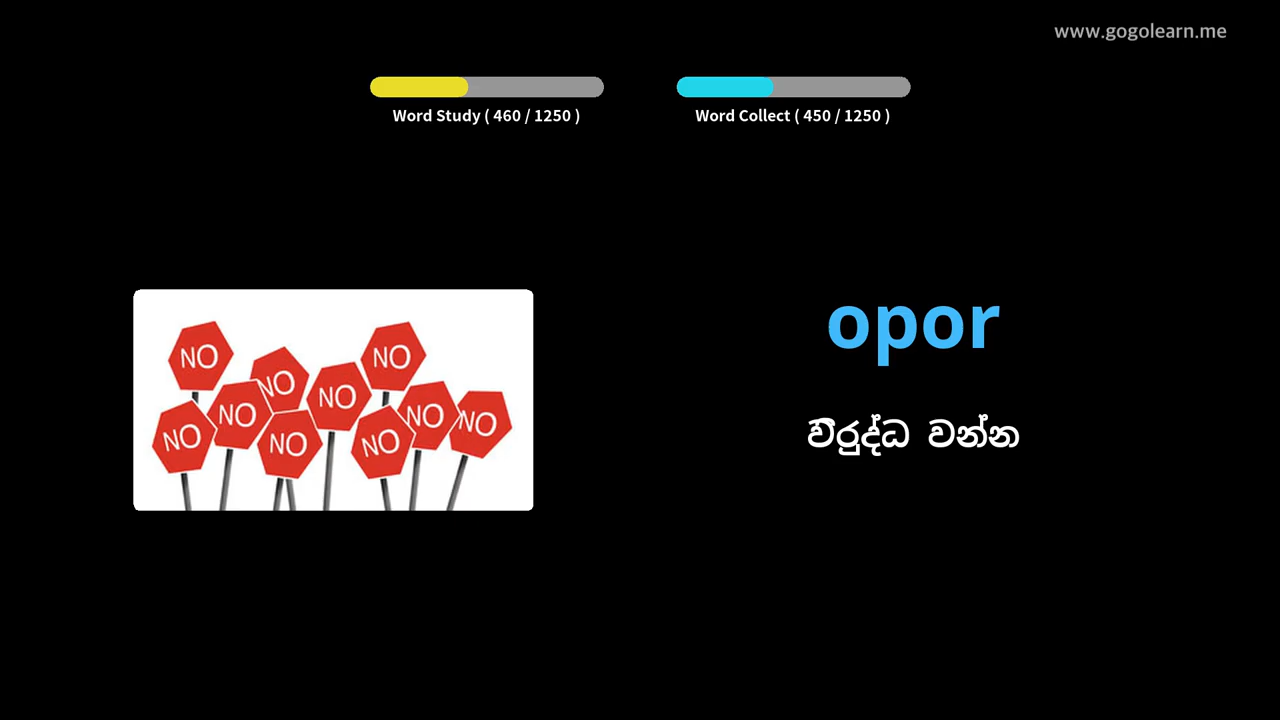 www.gogolearn.me
Word Study ( 460 / 1250 )
Word Collect ( 450 / 1250 )
NO
NO
NO
NO
NO
NO
NO
NO
NO
NO
opor
විරුද්ධ වන්න